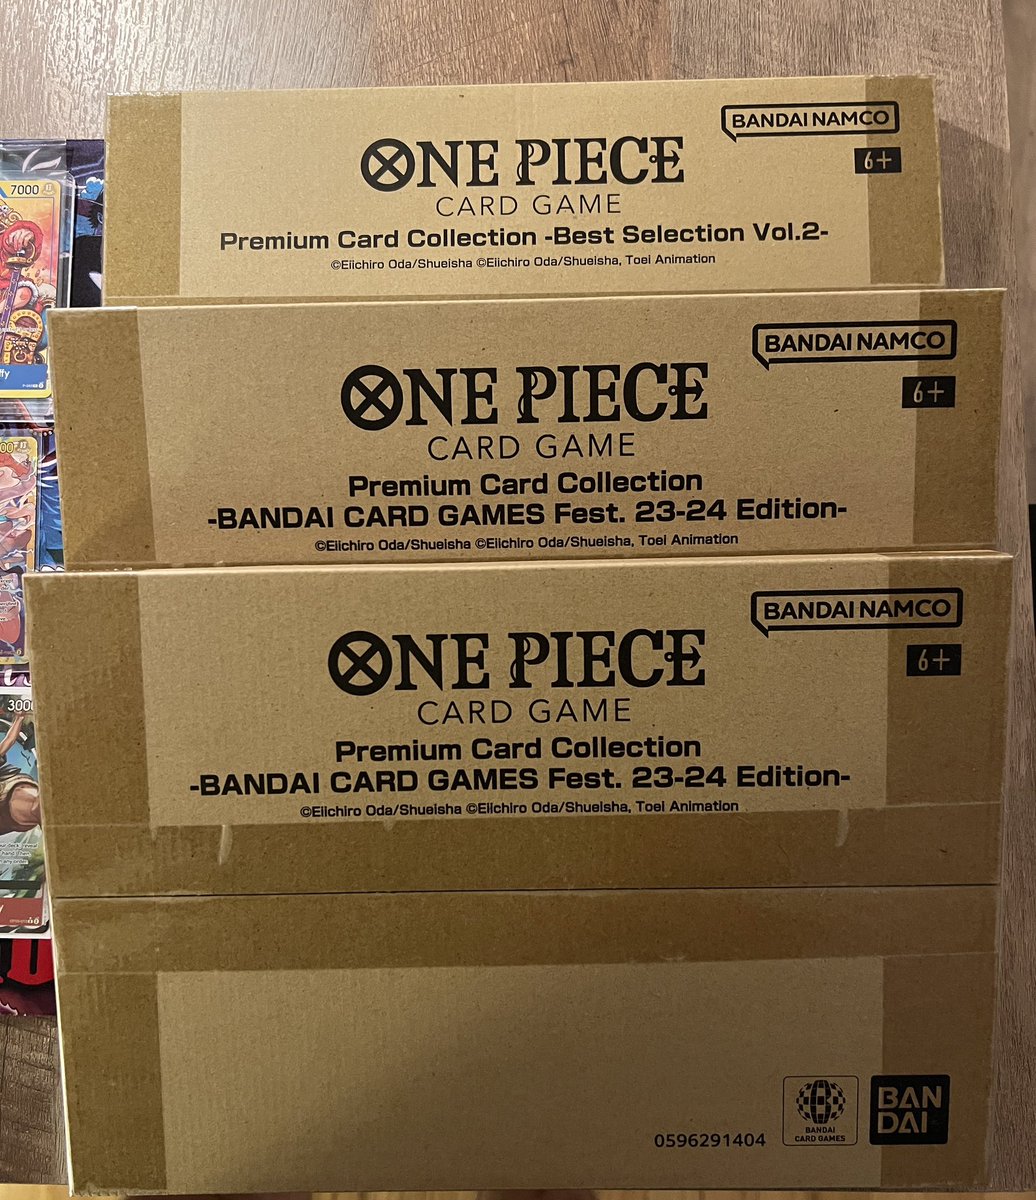 BANDAI NAMCO
6+
ONE PIECE
CARD GAME
Premium Card Collection -Best Selection Vol.2-
©Eiichiro Oda/Shueisha ©Eiichiro Oda/Shueisha, Toei Animation
BANDAI NAMCO
6+
ONE PIECE
CARD GAME
Premium Card Collection
-BANDAI CARD GAMES Fest. 23-24 Edition-
©Eiichiro Oda/Shueisha ©Eiichiro Oda/Shueisha, Toei Animation
BANDAI NAMCO
6+
ONE PIECE
CARD GAME
Premium Card Collection
-BANDAI CARD GAMES Fest. 23-24 Edition-
©Eiichiro Oda/Shueisha ©Eiichiro Oda/Shueisha, Toei Animation
0596291404
BANDAI
CARD GAMES
BAN
DAI
7000
3000